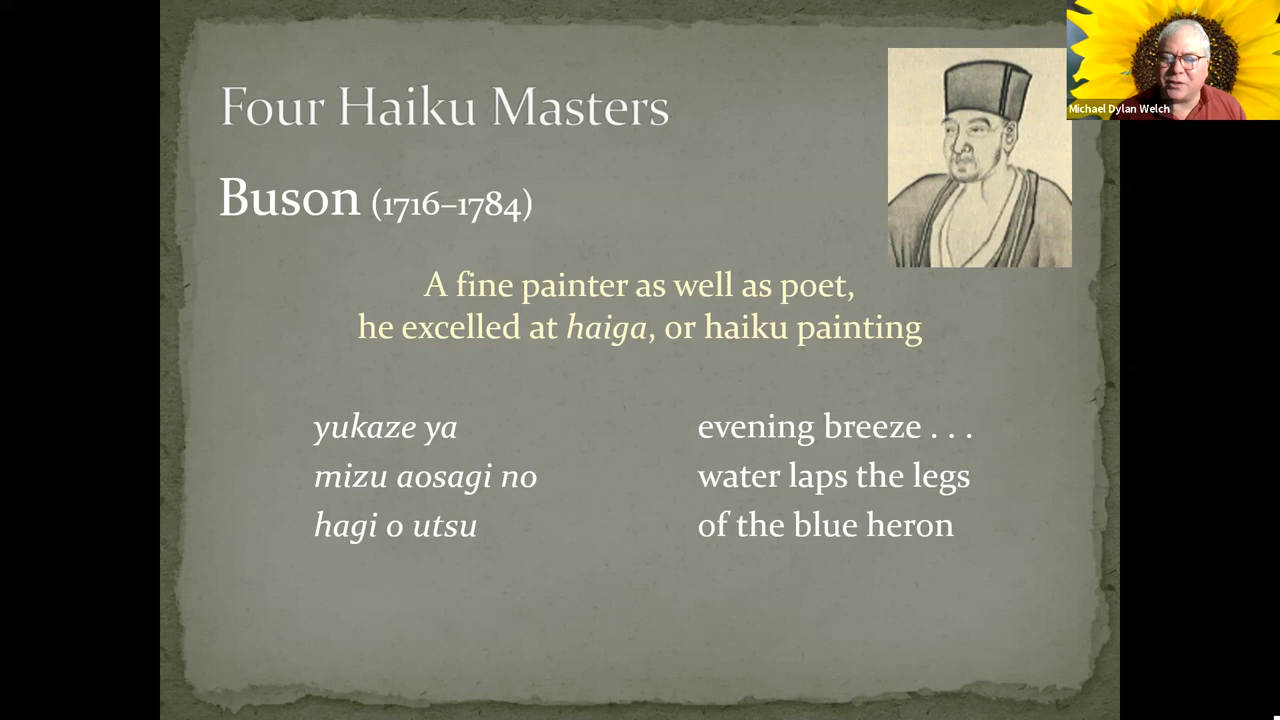 Four Haiku Masters
Michael Dylan Welch
Buson (1716–1784)
A fine painter as well as poet,
he excelled at haiga, or haiku painting
yukaze ya
mizu aosagi no
hagi o utsu
evening breeze . . .
water laps the legs
of the blue heron